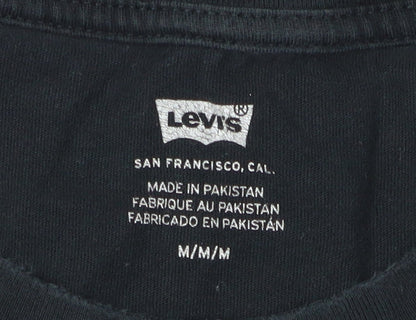 Levi's®
SAN FRANCISCO, CAL.
MADE IN PAKISTAN
FABRIQUE AU PAKISTAN
FABRICADO EN PAKISTÁN
M/M/M